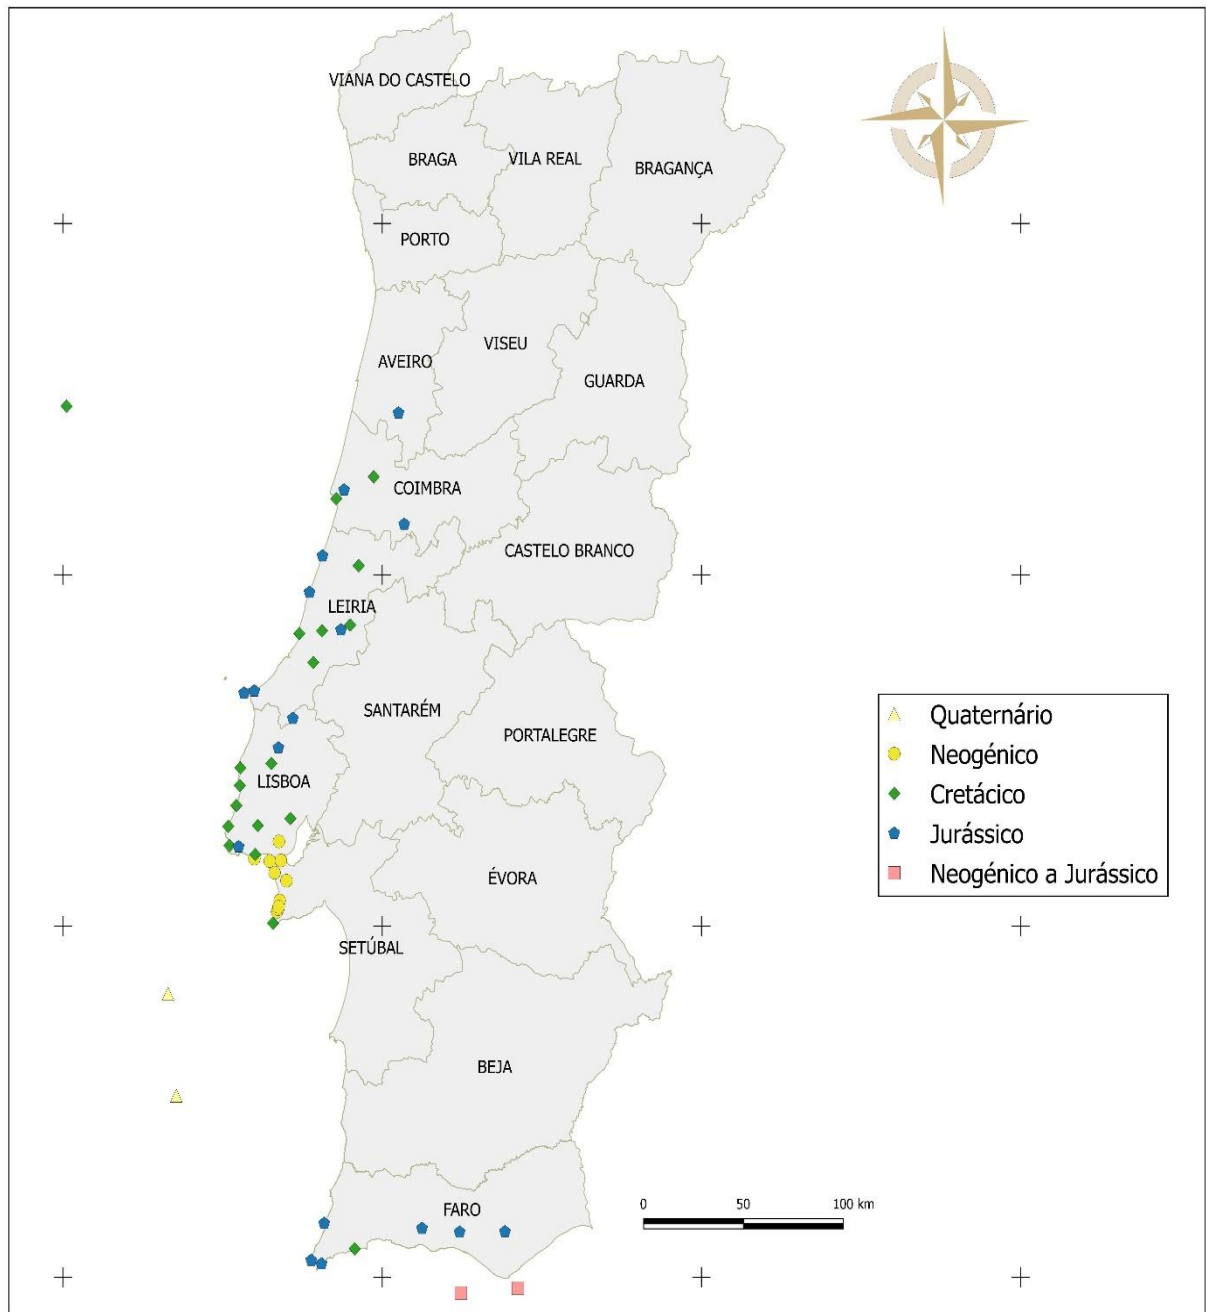 VIANA DO CASTELO
BRAGA
VILA REAL
BRAGANÇA
PORTO
AVEIRO
VISEU
GUARDA
COIMBRA
CASTELO BRANCO
LEIRIA
SANTARÉM
PORTALEGRE
LISBOA
ÉVORA
SETÚBAL
BEJA
FARO
Quaternário
Neogénico
Cretácico
Jurássico
Neogénico a Jurássico
0 50 100 km